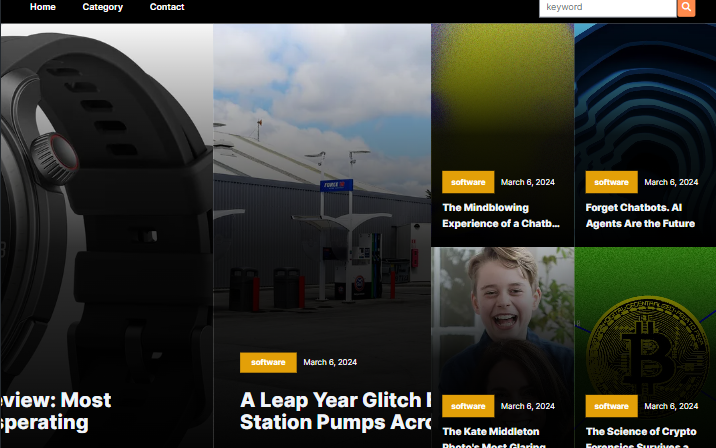 Home Category Contact
keyword
eview: Most
sperating
software March 6, 2024
A Leap Year Glitch
Station Pumps Acro
software March 6, 2024
The Mindblowing
Experience of a Chatb...
software March 6, 2024
Forget Chatbots. AI
Agents Are the Future
software March 6, 2024
The Kate Middleton
Photo's Most Glaring
software March 6, 2024
The Science of Crypto
Forensics Survives a